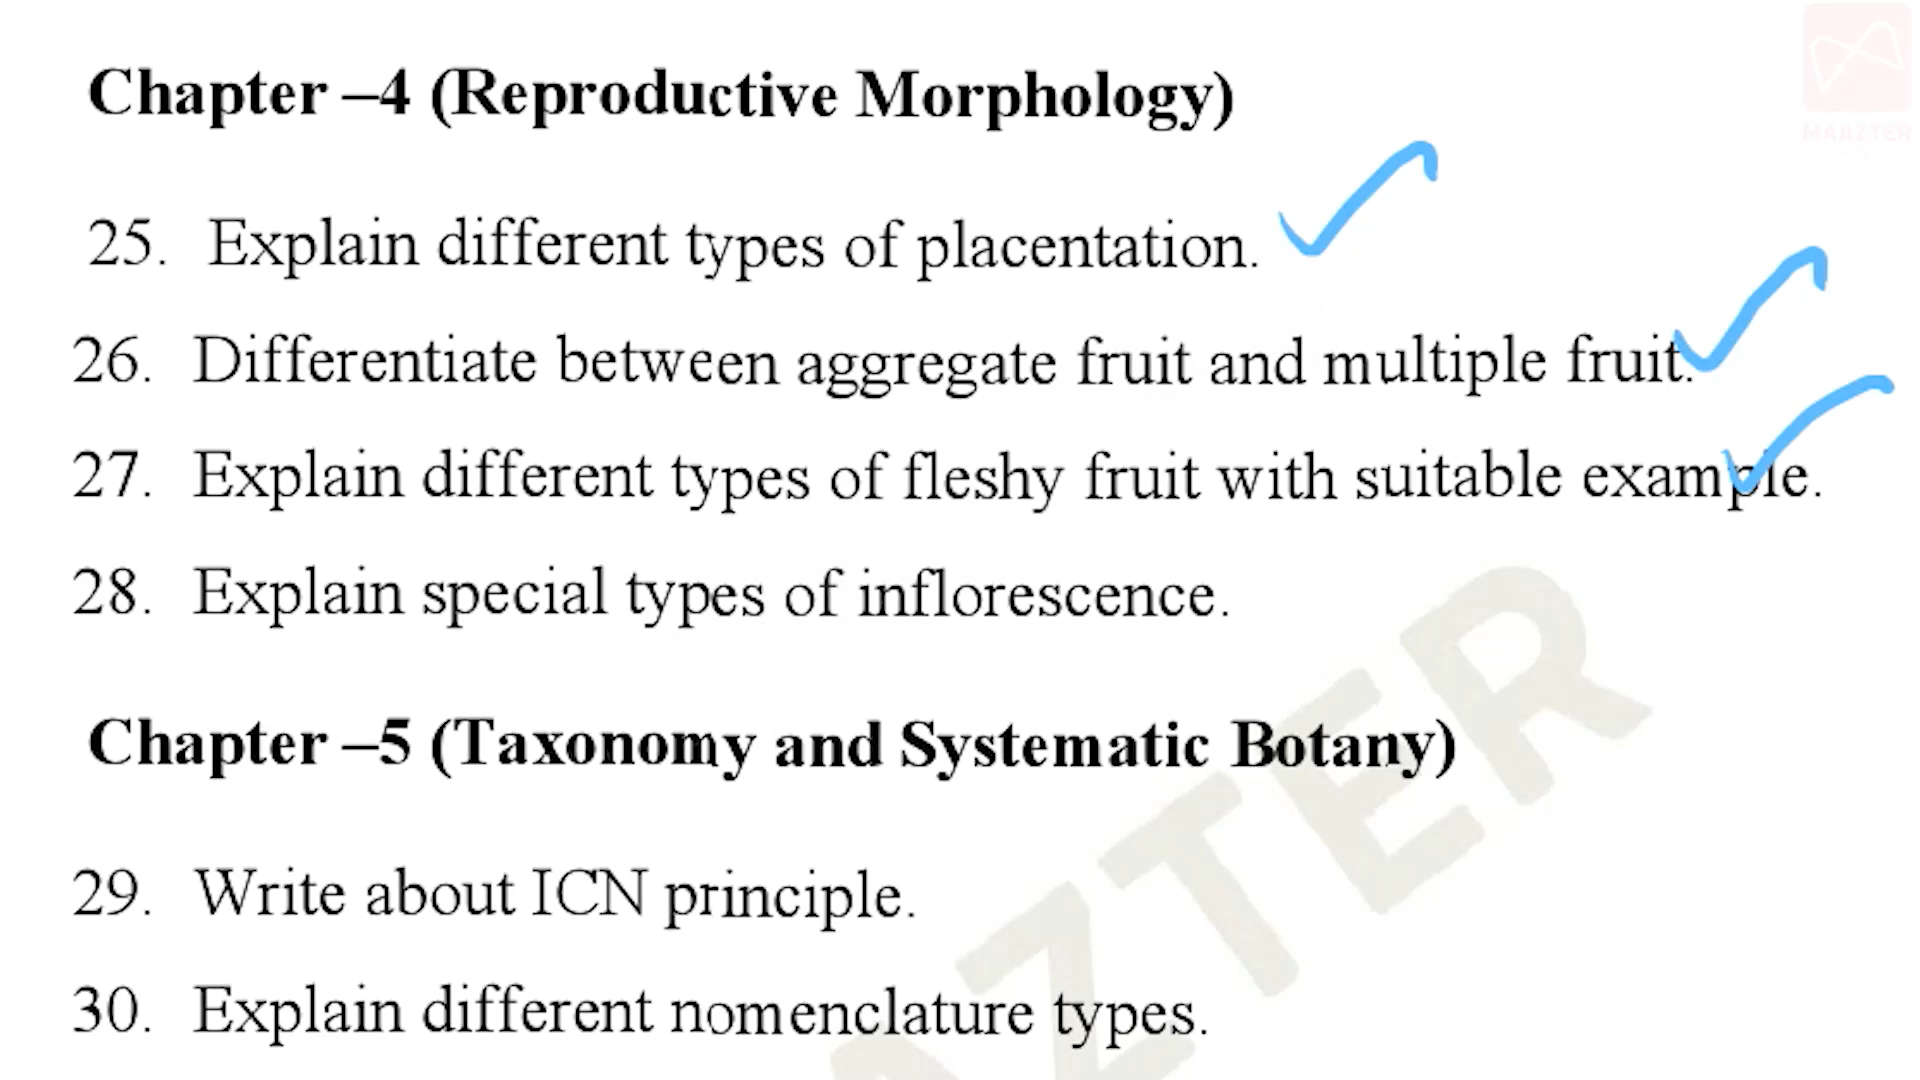 MAAZTER
Chapter –4 (Reproductive Morphology)
25. Explain different types of placentation.
26. Differentiate between aggregate fruit and multiple fruit.
27. Explain different types of fleshy fruit with suitable example.
28. Explain special types of inflorescence.
Chapter –5 (Taxonomy and Systematic Botany)
29. Write about ICN principle.
30. Explain different nomenclature types.
AZTER